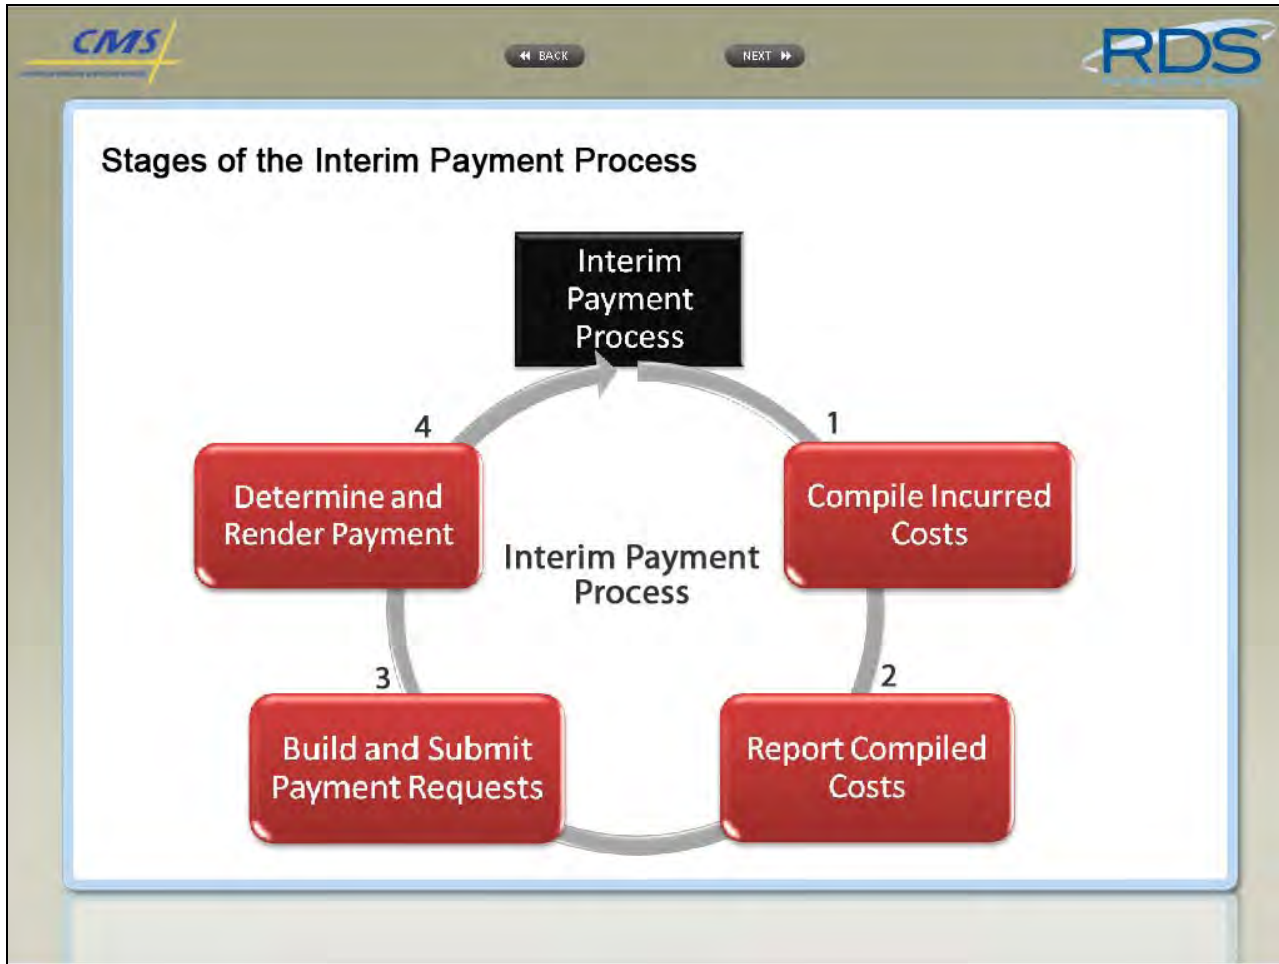 CMS
BACK
NEXT
RDS
Stages of the Interim Payment Process
Interim
Payment
Process
4
1
Determine and
Render Payment
Compile Incurred
Costs
Interim Payment
Process
3
2
Build and Submit
Payment Requests
Report Compiled
Costs